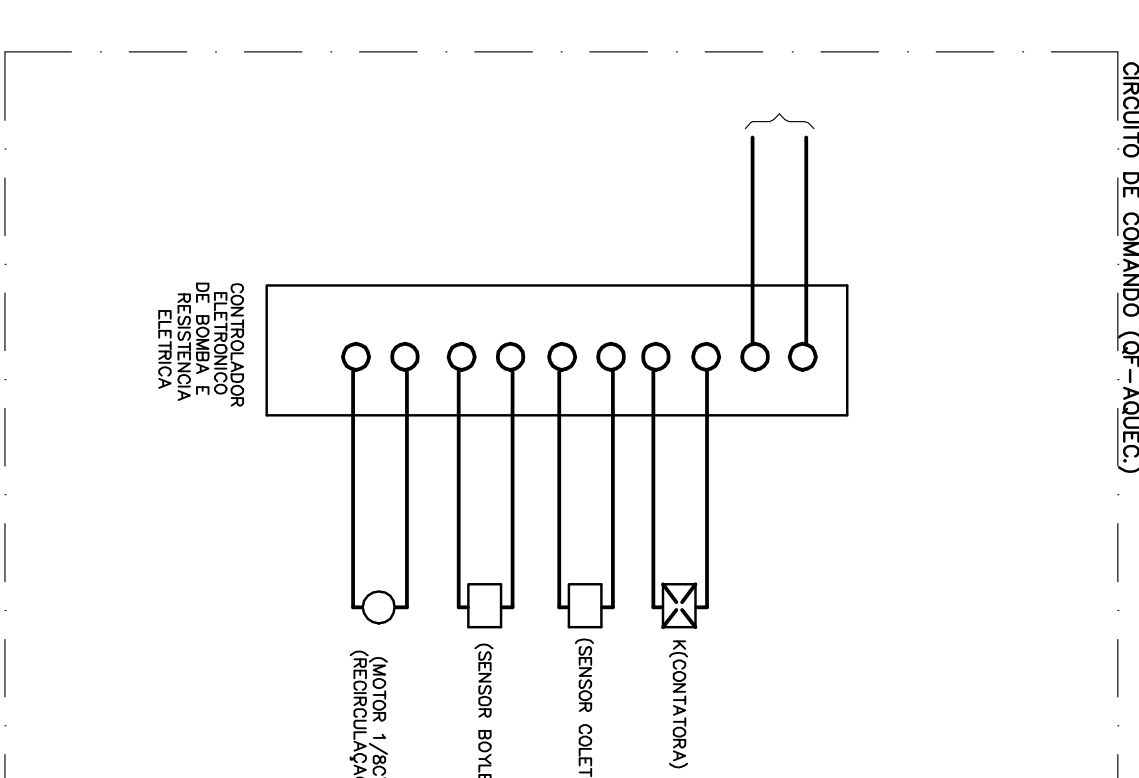 CIRCUITO DE COMANDO (QF-AQUEC.)
CONTROLADOR
ELETRONICO
DE BOMBA E
RESISTENCIA
ELETRICA
K(CONTATORA)
(SENSOR COLET
(SENSOR BOYLE
(MOTOR 1/8C
(RECIRCULAÇÃO